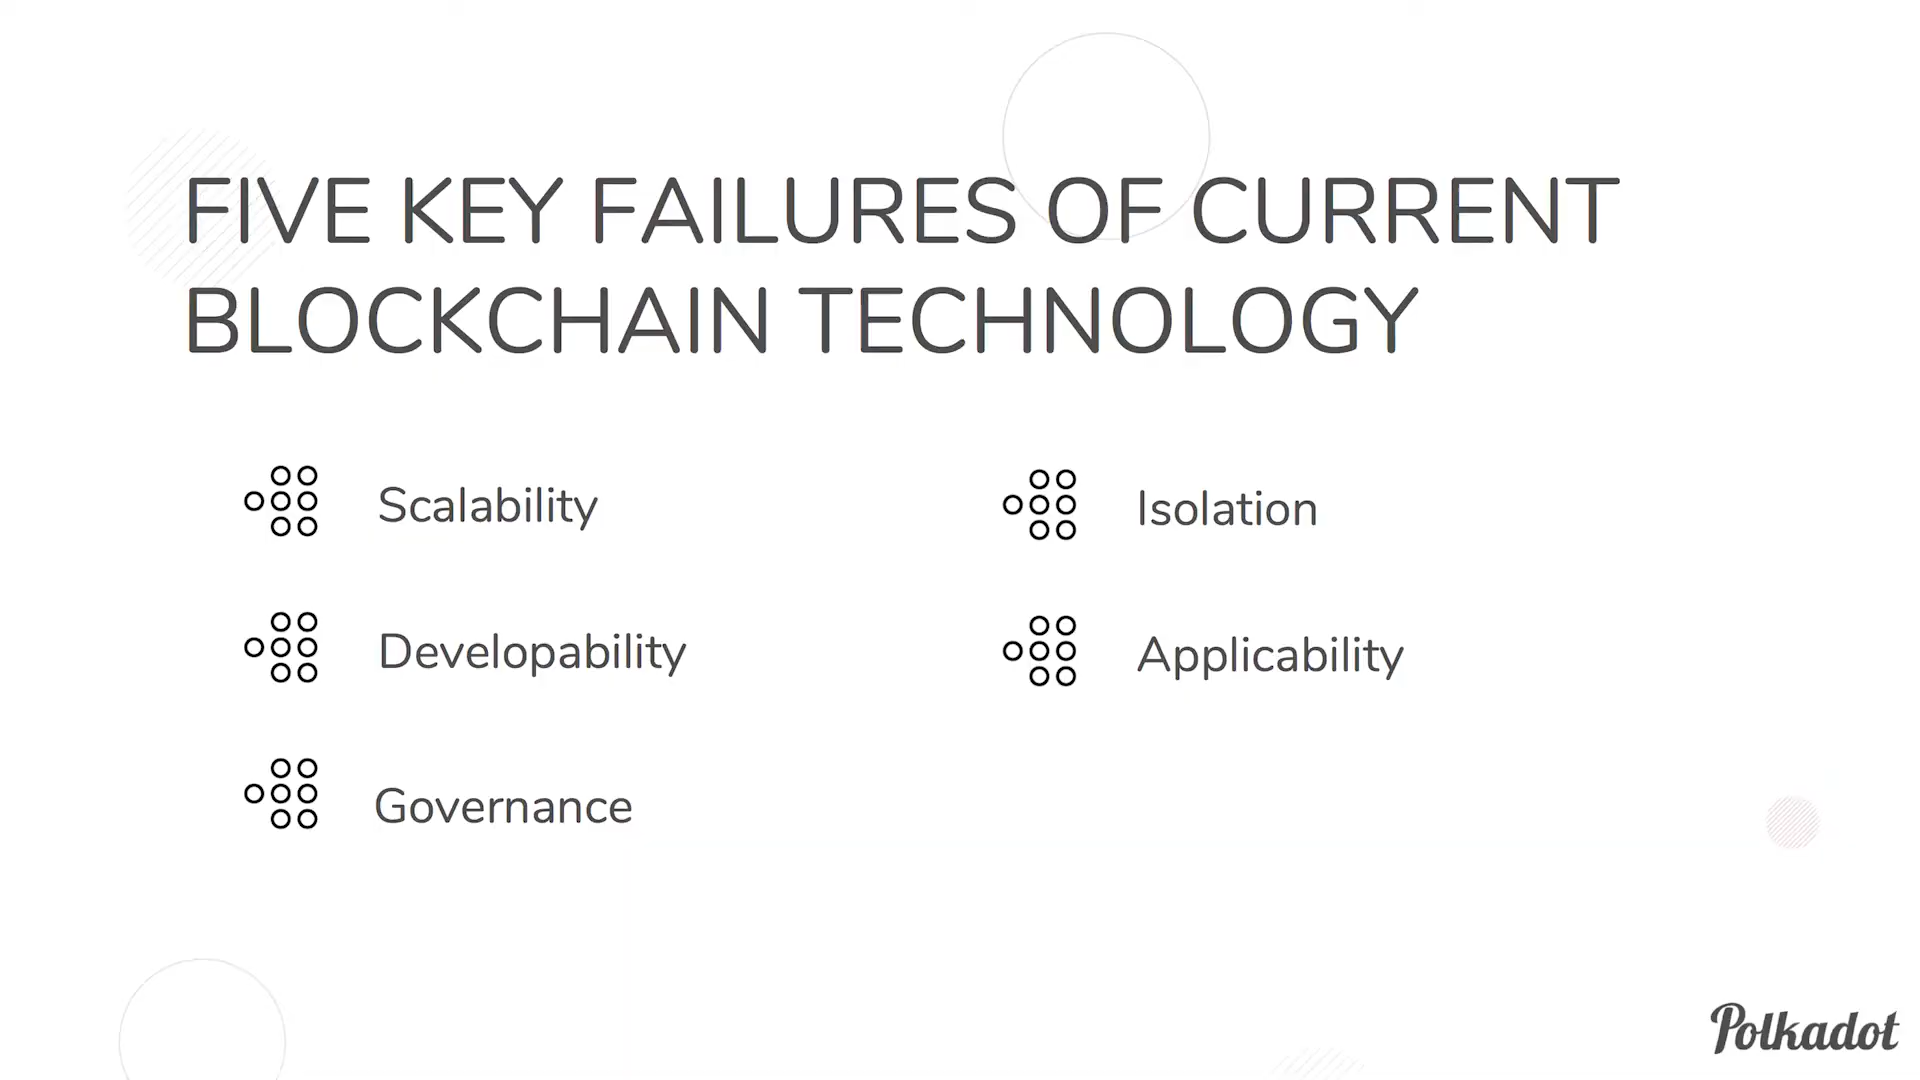 FIVE KEY FAILURES OF CURRENT
BLOCKCHAIN TECHNOLOGY
Scalability
Developability
Governance
Isolation
Applicability
Polkadot